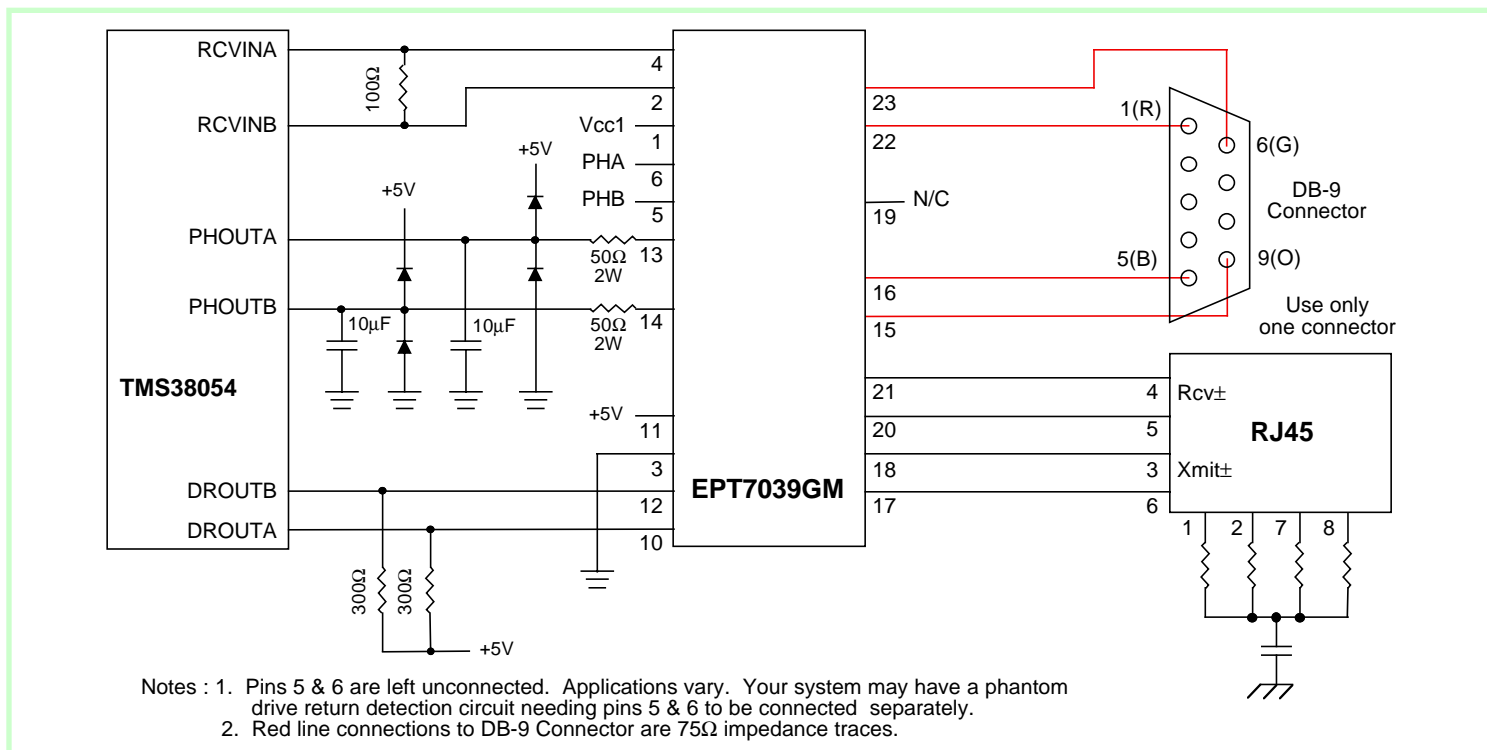 RCVINA
RCVINB
100Ω
PHOUTA
PHOUTB
+5V
+5V
10µF
10µF
50Ω
2W
50Ω
2W
TMS38054
DROUTB
DROUTA
300Ω
300Ω
+5V
Vcc1
PHA
PHB
+5V
4
2
1
6
5
13
14
11
3
12
10
EPT7039GM
23
22
19
N/C
16
15
21
20
18
17
1(R)
6(G)
5(B)
9(O)
DB-9
Connector
Use only
one connector
4 Rcv±
5
3 Xmit±
6
RJ45
1 2 7 8
Notes : 1. Pins 5 & 6 are left unconnected. Applications vary. Your system may have a phantom
drive return detection circuit needing pins 5 & 6 to be connected separately.
2. Red line connections to DB-9 Connector are 75Ω impedance traces.